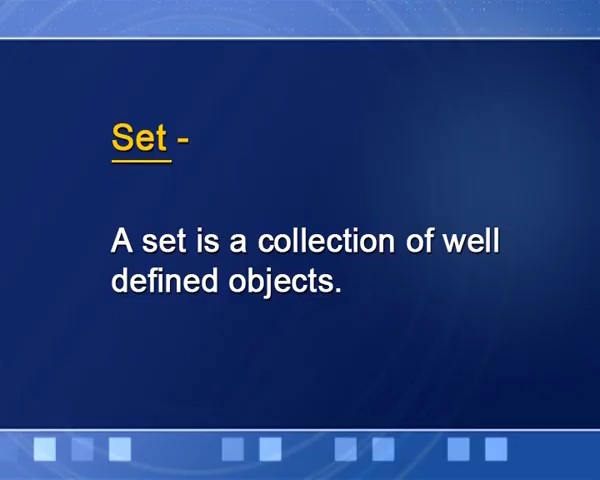 Set -
A set is a collection of well
defined objects.